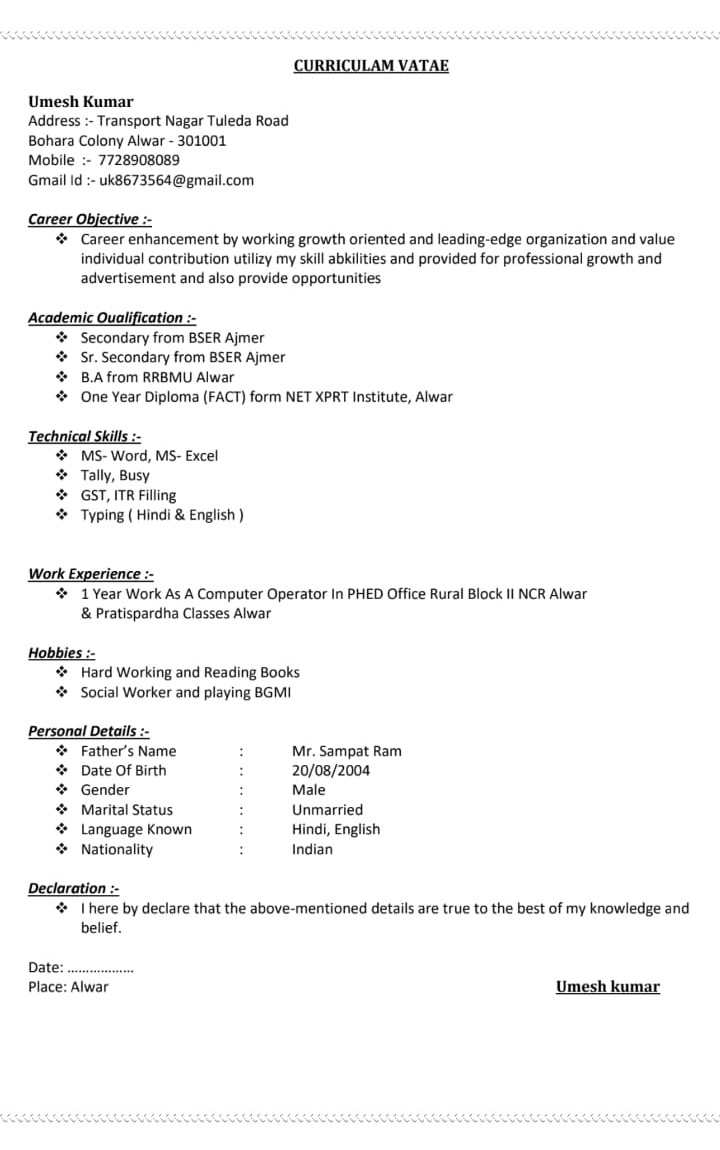 CURRICULAM VATAE
Umesh Kumar
Address :- Transport Nagar Tuleda Road
Bohara Colony Alwar - 301001
Mobile :- 7728908089
Gmail Id :- uk8673564@gmail.com
Career Objective :-
❖ Career enhancement by working growth oriented and leading-edge organization and value
individual contribution utilizy my skill abkilities and provided for professional growth and
advertisement and also provide opportunities
Academic Oualification :-
❖ Secondary from BSER Ajmer
❖ Sr. Secondary from BSER Ajmer
❖ B.A from RRBMU Alwar
❖ One Year Diploma (FACT) form NET XPRT Institute, Alwar
Technical Skills :-
❖ MS- Word, MS- Excel
❖ Tally, Busy
❖ GST, ITR Filling
❖ Typing ( Hindi & English )
Work Experience :-
❖ 1 Year Work As A Computer Operator In PHED Office Rural Block II NCR Alwar
& Pratispardha Classes Alwar
Hobbies :-
❖ Hard Working and Reading Books
❖ Social Worker and playing BGMI
Personal Details :-
❖ Father's Name : Mr. Sampat Ram
❖ Date Of Birth : 20/08/2004
❖ Gender : Male
❖ Marital Status : Unmarried
❖ Language Known : Hindi, English
❖ Nationality : Indian
Declaration :-
❖ I here by declare that the above-mentioned details are true to the best of my knowledge and
belief.
Date: ..................
Place: Alwar Umesh kumar